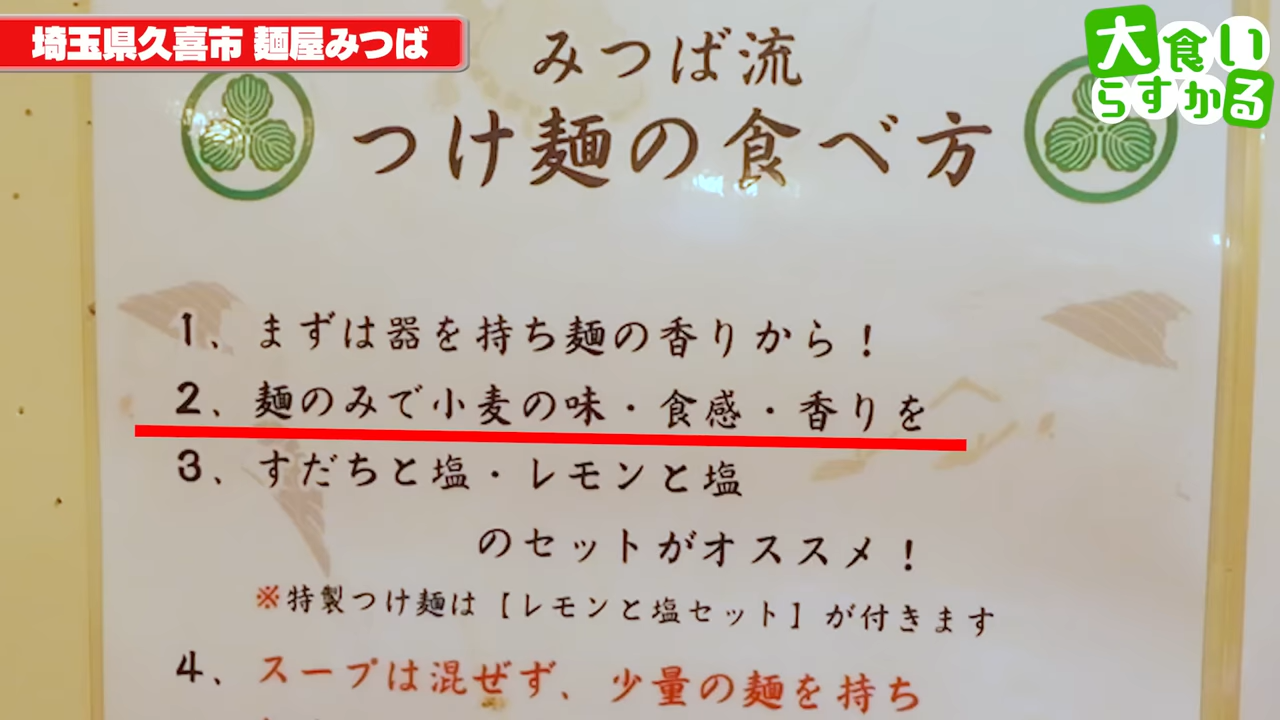 埼玉県久喜市 麺屋みつば
大食い
らすかる
みつば流
つけ麺の食べ方
1、まずは器を持ち麺の香りから！
2、麺のみで小麦の味・食感・香りを
3、すだちと塩・レモンと塩
のセットがオススメ！
※特製つけ麺は【レモンと塩セット】が付きます
4、スープは混ぜず、少量の麺を持ち